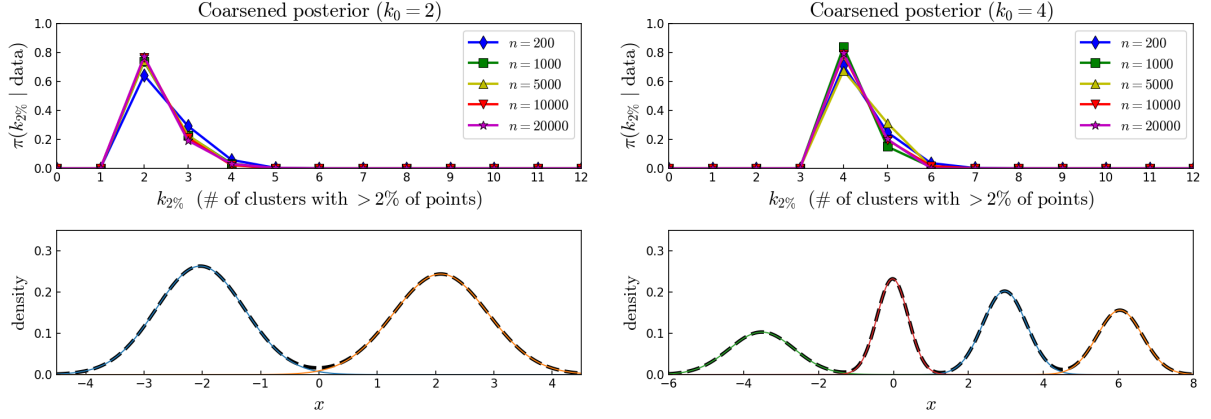 Coarsened posterior (k₀ = 2)
π(k₂% | data)
1.0
0.8
0.6
0.4
0.2
0.0
n = 200
n = 1000
n = 5000
n = 10000
n = 20000
0 1 2 3 4 5 6 7 8 9 10 11 12
k₂% (# of clusters with > 2% of points)
Coarsened posterior (k₀ = 4)
π(k₂% | data)
1.0
0.8
0.6
0.4
0.2
0.0
n = 200
n = 1000
n = 5000
n = 10000
n = 20000
0 1 2 3 4 5 6 7 8 9 10 11 12
k₂% (# of clusters with > 2% of points)
density
0.3
0.2
0.1
0.0
−4 −3 −2 −1 0 1 2 3 4
x
density
0.3
0.2
0.1
0.0
−6 −4 −2 0 2 4 6 8
x